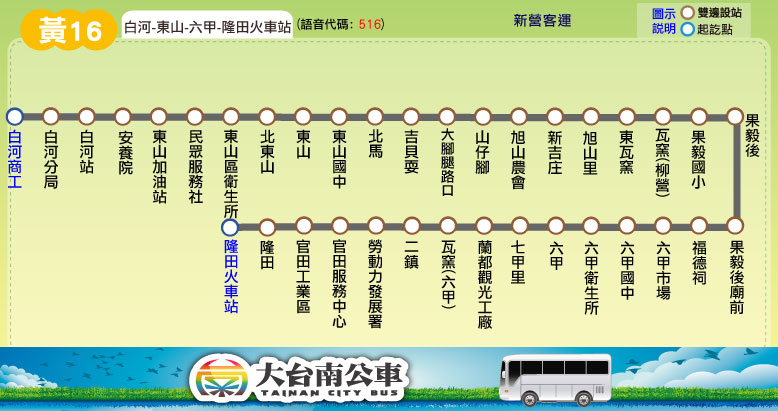 黃16
白河-東山-六甲-隆田火車站
(語音代碼: 516)
新營客運
圖示說明
雙邊設站
起訖點
白河商工
白河分局
白河站
安養院
東山加油站
民眾服務社
東山區衛生所
北東山
東山
東山國中
北馬
吉貝耍
大腳腿路口
山仔腳
旭山農會
新吉庄
旭山里
東瓦窯
瓦窯(柳營)
果毅國小
果毅後
果毅後廟前
福德祠
六甲市場
六甲國中
六甲衛生所
六甲
七甲里
蘭都觀光工廠
瓦窯(六甲)
二鎮
勞動力發展署
官田服務中心
官田工業區
隆田
隆田火車站
大台南公車
TAINAN CITY BUS